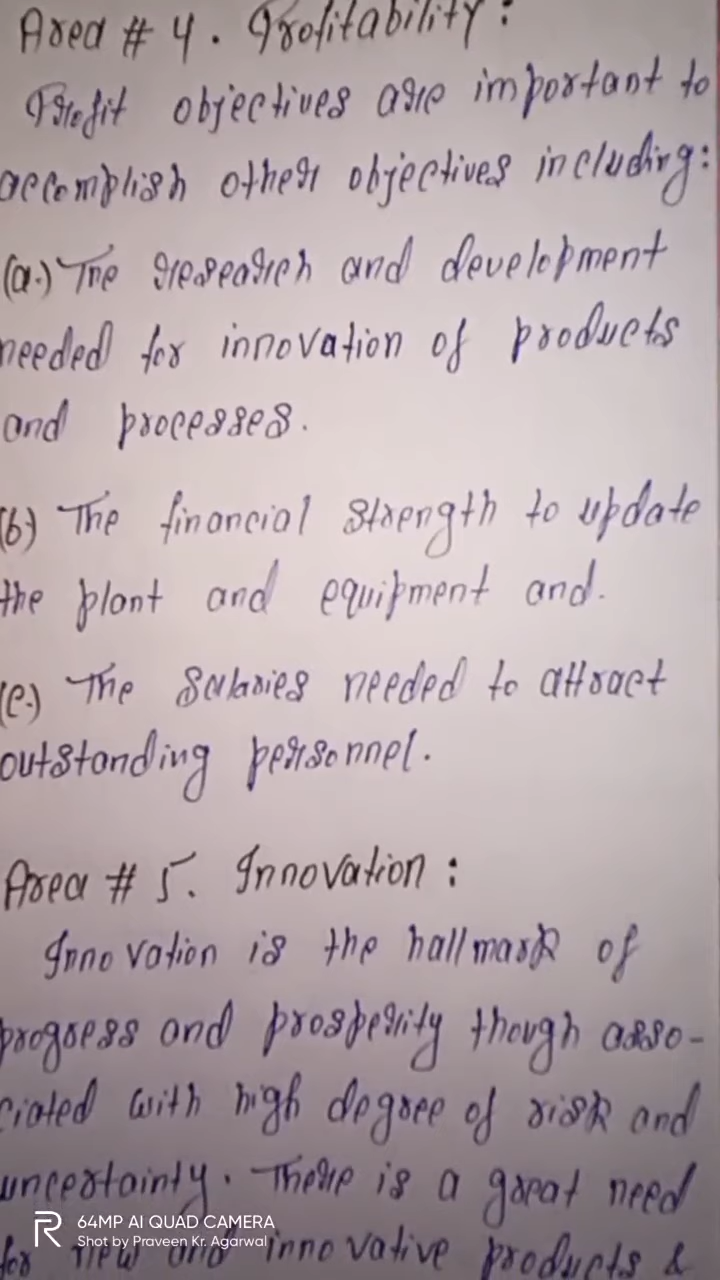 Area # 4. Profitability:
Profit objectives are important to
accomplish other objectives including:
(a.) The research and development
needed for innovation of products
and processes.
(b) The financial strength to update
the plant and equipment and.
(c.) The Salaries needed to attract
outstanding personnel.
Area # 5. Innovation:
Innovation is the hallmark of
progress and prosperity though asso-
ciated with high degree of risk and
uncertainty. There is a great need
for new and innovative products &
64MP AI QUAD CAMERA
Shot by Praveen Kr. Agarwal